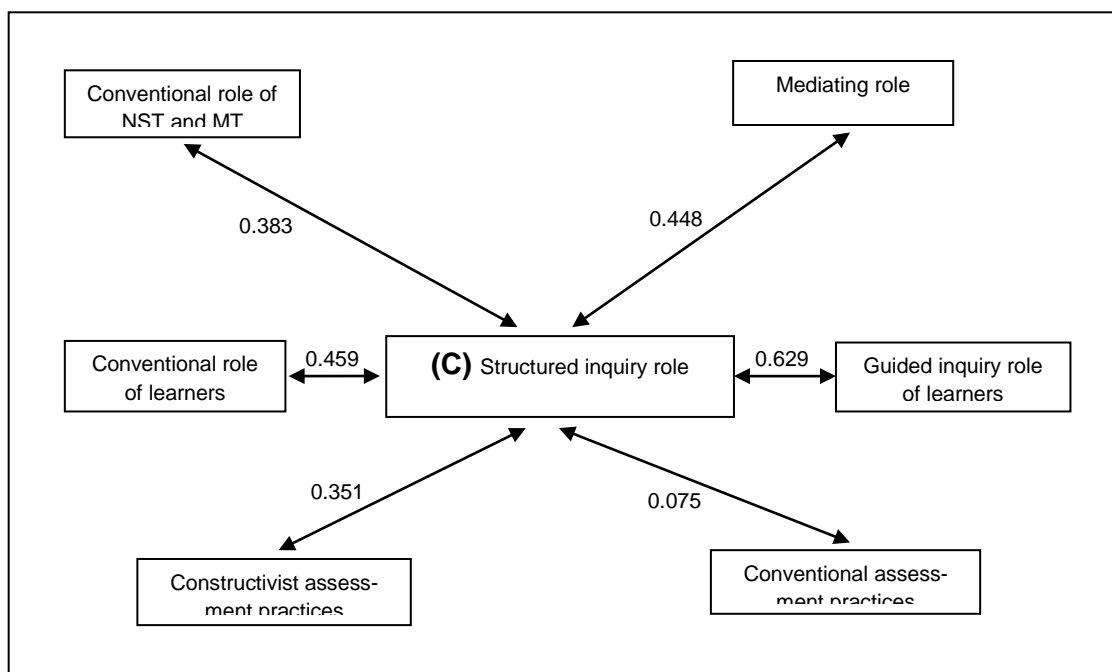 Conventional role of
NST and MT
Mediating role
0.383
0.448
Conventional role
of learners
0.459
(C) Structured inquiry role
0.629
Guided inquiry role
of learners
0.351
0.075
Constructivist assess-
ment practices
Conventional assess-
ment practices